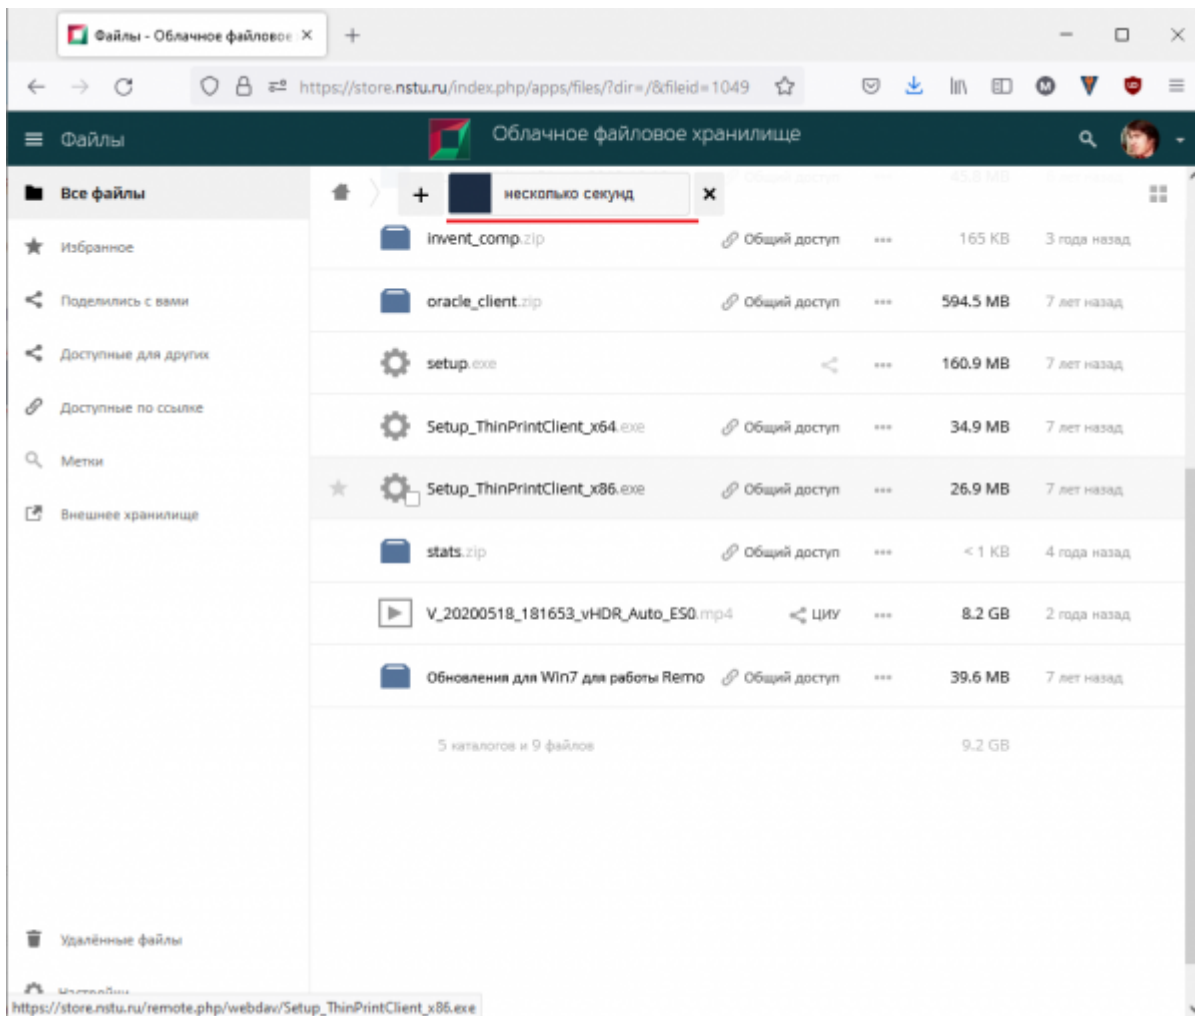 Файлы - Облачное файловое
https://store.nstu.ru/index.php/apps/files/?dir=/&fileid=1049
Файлы
Облачное файловое хранилище
Все файлы
несколько секунд
45.8 MB
Избранное
invent_comp.zip Общий доступ ••• 165 KB 3 года назад
Поделились с вами
oracle_client.zip Общий доступ ••• 594.5 MB 7 лет назад
Доступные для других
setup.exe ••• 160.9 MB 7 лет назад
Доступные по ссылке
Setup_ThinPrintClient_x64.exe Общий доступ ••• 34.9 MB 7 лет назад
Метки
Setup_ThinPrintClient_x86.exe Общий доступ ••• 26.9 MB 7 лет назад
Внешнее хранилище
stats.zip Общий доступ ••• < 1 KB 4 года назад
V_20200518_181653_vHDR_Auto_ES0.mp4 ЦИУ ••• 8.2 GB 2 года назад
Обновления для Win7 для работы Remo Общий доступ ••• 39.6 MB 7 лет назад
5 каталогов и 9 файлов 9.2 GB
Удалённые файлы
Настройки
https://store.nstu.ru/remote.php/webdav/Setup_ThinPrintClient_x86.exe